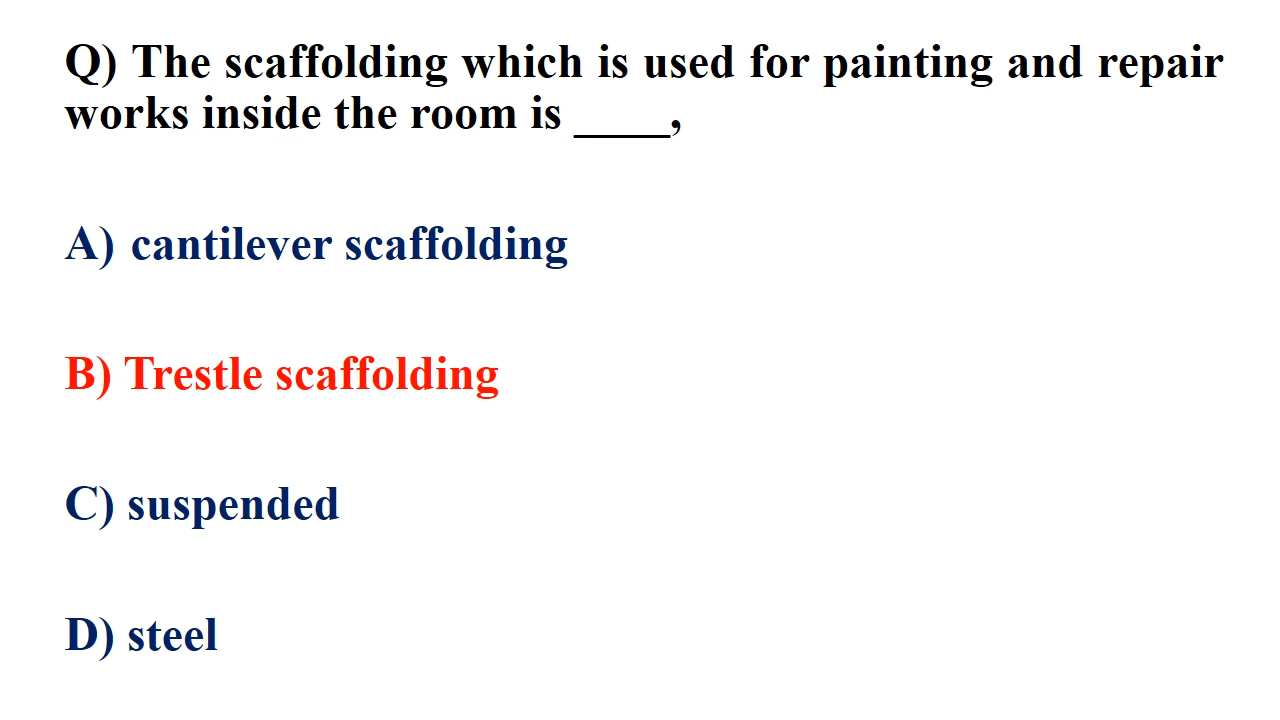 Q) The scaffolding which is used for painting and repair
works inside the room is ____,
A) cantilever scaffolding
B) Trestle scaffolding
C) suspended
D) steel